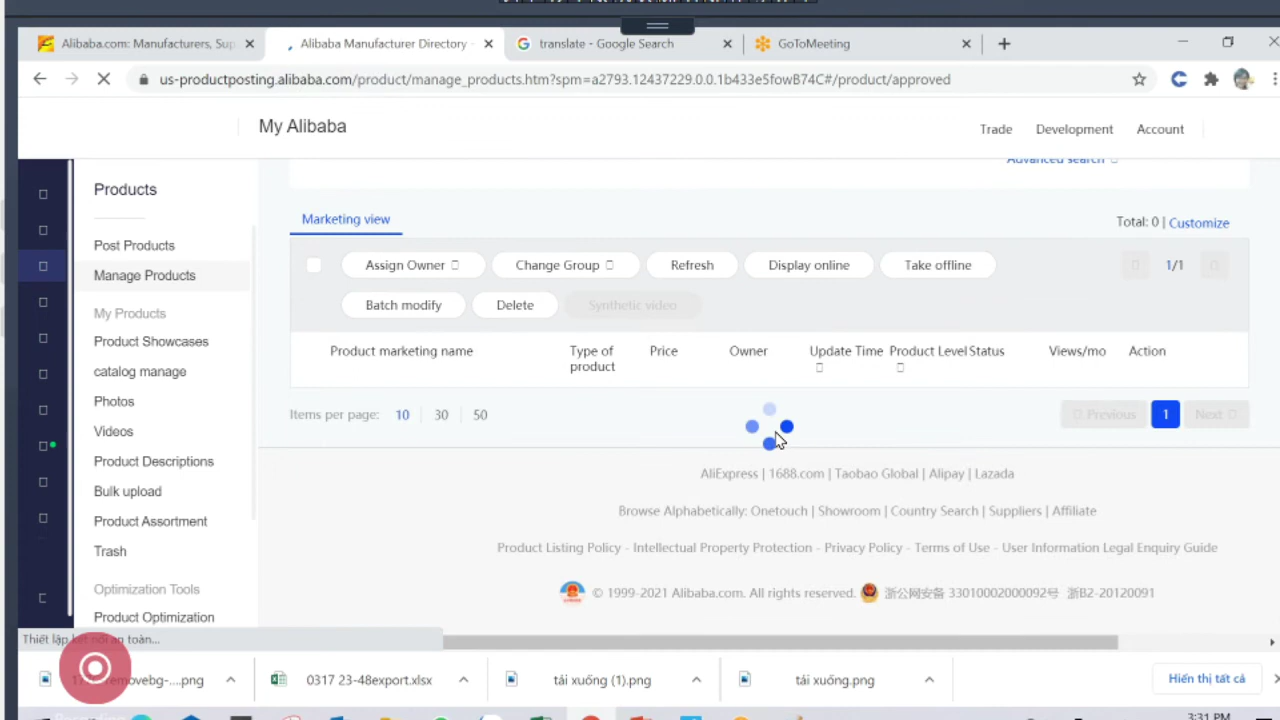 Alibaba.com: Manufacturers, Sup
Alibaba Manufacturer Directory
translate - Google Search
GoToMeeting
us-productposting.alibaba.com/product/manage_products.htm?spm=a2793.12437229.0.0.1b433e5fowB74C#/product/approved
My Alibaba
Trade
Development
Account
Advanced search
Products
Post Products
Manage Products
My Products
Product Showcases
catalog manage
Photos
Videos
Product Descriptions
Bulk upload
Product Assortment
Trash
Optimization Tools
Product Optimization
Marketing view
Total: 0 | Customize
Assign Owner
Change Group
Refresh
Display online
Take offline
1/1
Batch modify
Delete
Synthetic video
Product marketing name
Type of product
Price
Owner
Update Time
Product Level
Status
Views/mo
Action
Items per page: 10 30 50
Previous 1 Next
AliExpress | 1688.com | Taobao Global | Alipay | Lazada
Browse Alphabetically: Onetouch | Showroom | Country Search | Suppliers | Affiliate
Product Listing Policy - Intellectual Property Protection - Privacy Policy - Terms of Use - User Information Legal Enquiry Guide
© 1999-2021 Alibaba.com. All rights reserved. 浙公网安备 33010002000092号 浙B2-20120091
Thiết lập kết nối an toàn...
removebg-....png
0317 23-48export.xlsx
tải xuống (1).png
tải xuống.png
Hiển thị tất cả
3:31 PM